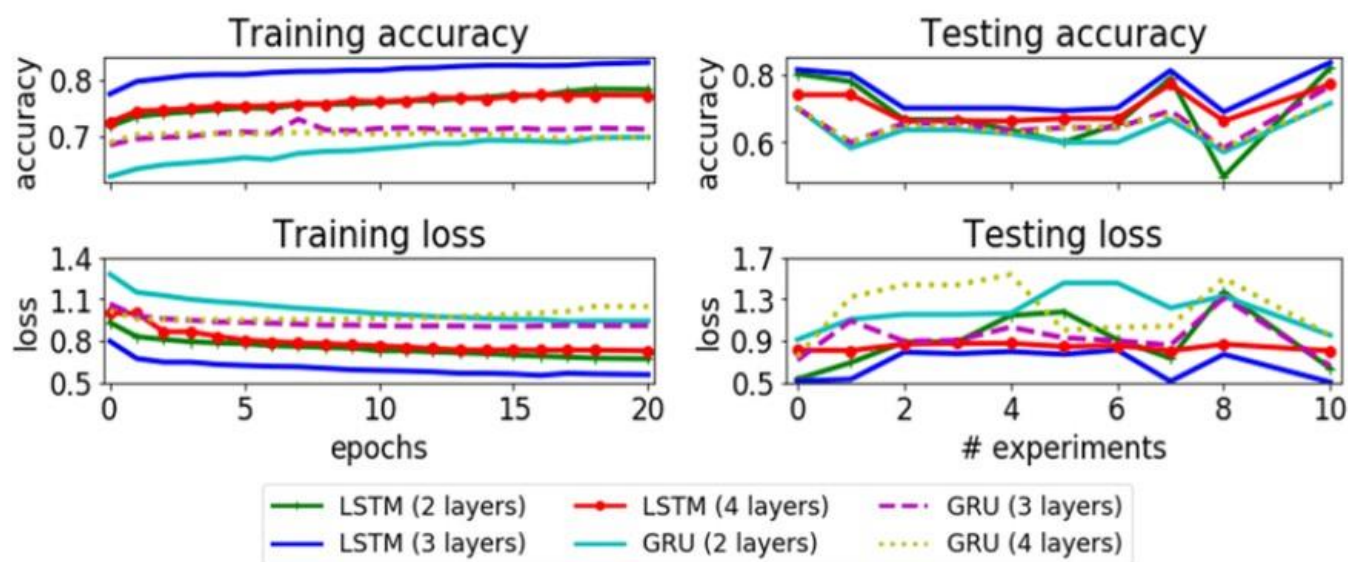 Training accuracy
accuracy
0.8
0.7
Testing accuracy
accuracy
0.8
0.6
Training loss
loss
1.4
1.1
0.8
0.5
0 5 10 15 20
epochs
Testing loss
loss
1.7
1.3
0.9
0.5
0 2 4 6 8 10
# experiments
LSTM (2 layers) LSTM (4 layers) GRU (3 layers)
LSTM (3 layers) GRU (2 layers) GRU (4 layers)